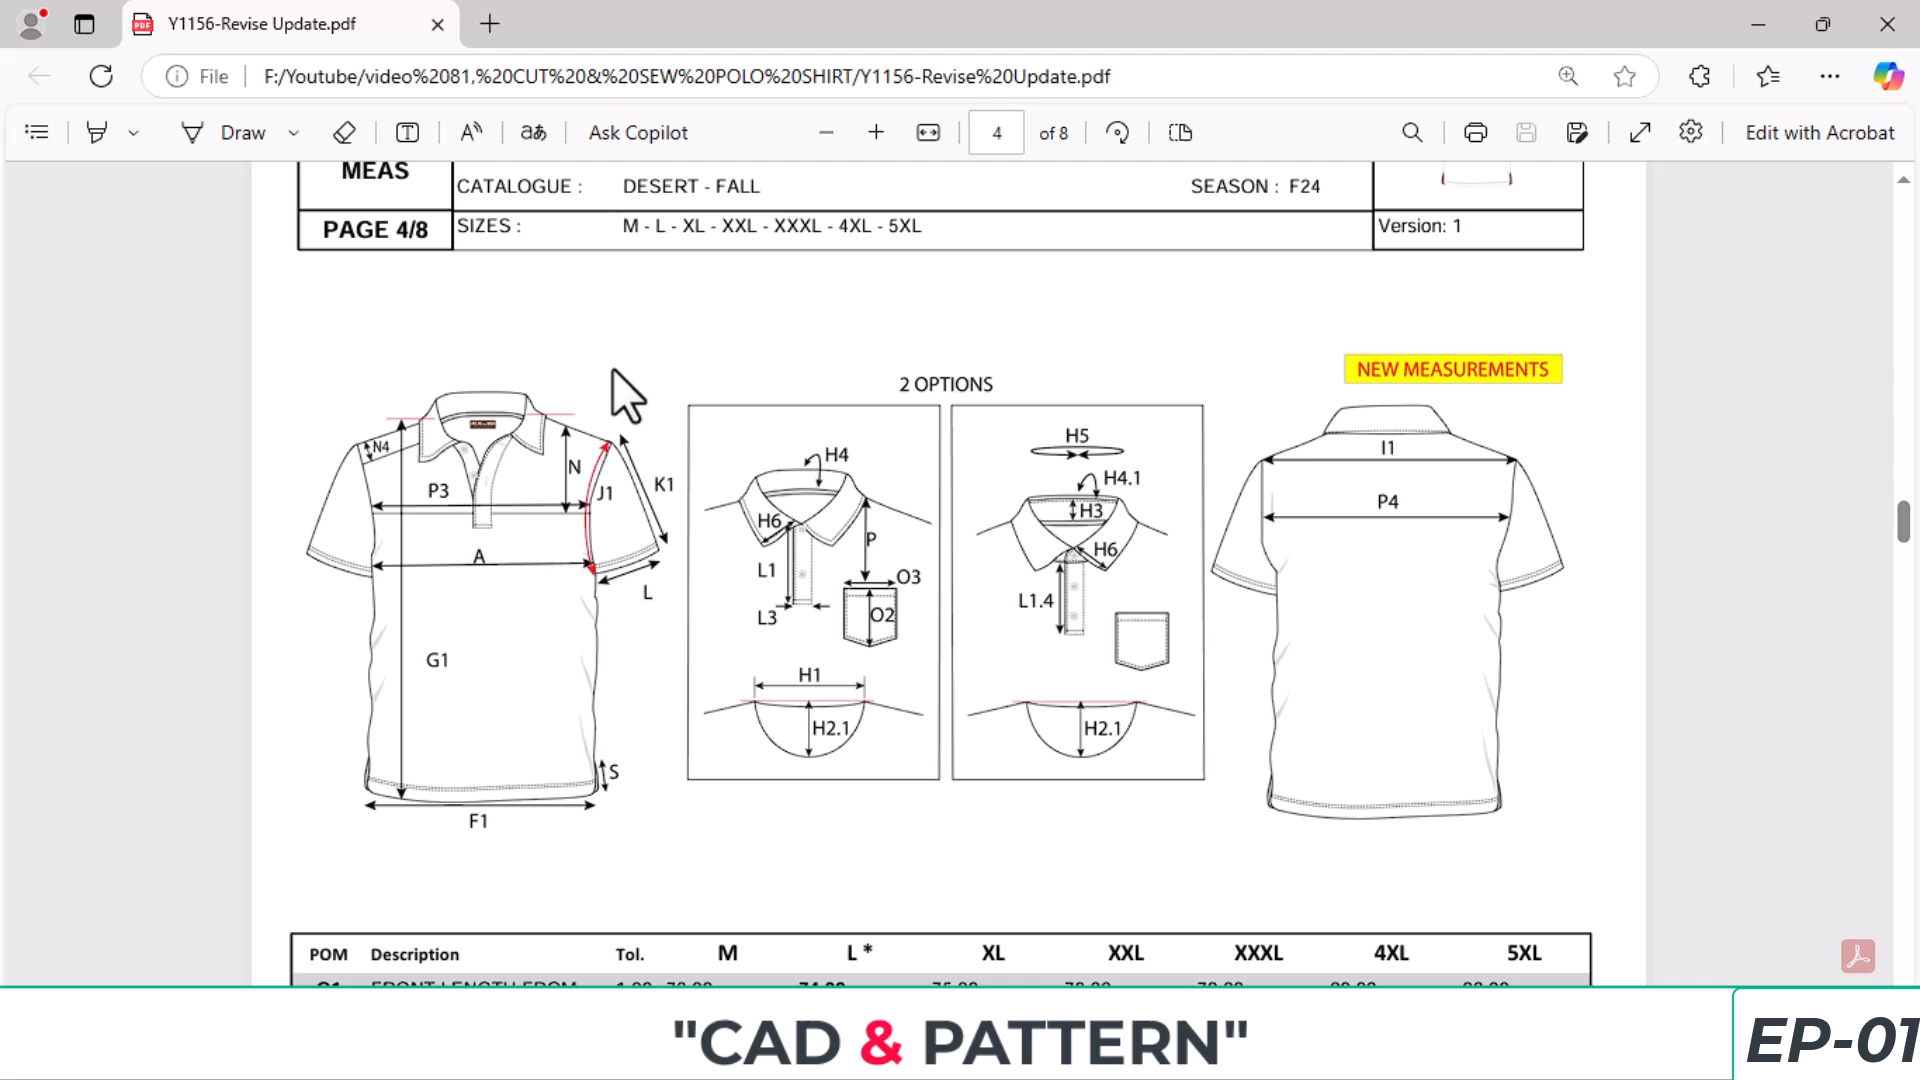 Y1156-Revise Update.pdf
File
F:/Youtube/video%2081,%20CUT%20&%20SEW%20POLO%20SHIRT/Y1156-Revise%20Update.pdf
Draw
Ask Copilot
4 of 8
Edit with Acrobat
MEAS
CATALOGUE : DESERT - FALL SEASON : F24
PAGE 4/8
SIZES : M - L - XL - XXL - XXXL - 4XL - 5XL
Version: 1
NEW MEASUREMENTS
2 OPTIONS
N4
P3
N
J1
K1
A
L
G1
S
F1
H4
H6
P
L1
O3
L3
O2
H1
H2.1
H5
H4.1
H3
H6
L1.4
H2.1
I1
P4
POM Description Tol. M L * XL XXL XXXL 4XL 5XL
"CAD & PATTERN"
EP-01